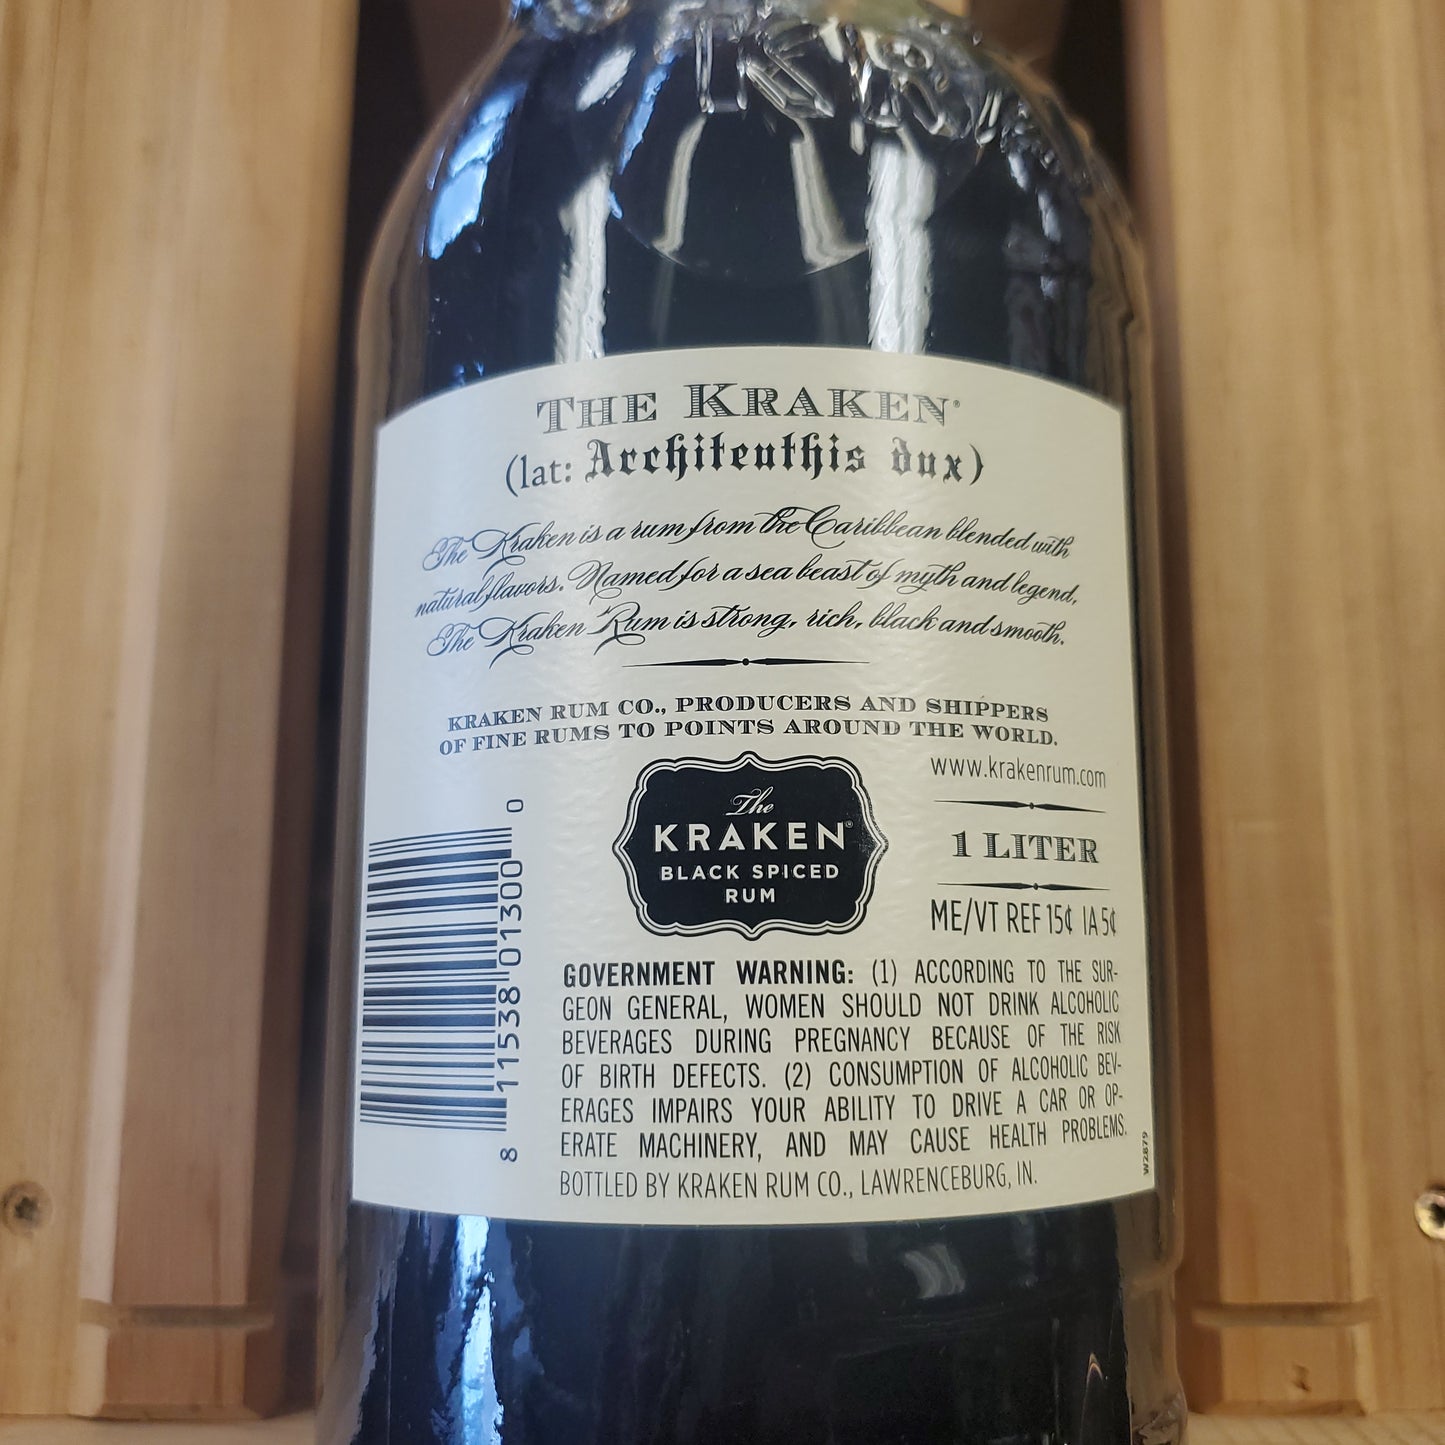 THE KRAKEN®
(lat: Architeuthis dux)
The Kraken is a rum from the Caribbean blended with
natural flavors. Named for a sea beast of myth and legend,
The Kraken Rum is strong, rich, black and smooth.
KRAKEN RUM CO., PRODUCERS AND SHIPPERS
OF FINE RUMS TO POINTS AROUND THE WORLD.
www.krakenrum.com
1 LITER
ME/VT REF 15¢ IA 5¢
The
KRAKEN®
BLACK SPICED
RUM
8 11538 01300 0
GOVERNMENT WARNING: (1) ACCORDING TO THE SUR-
GEON GENERAL, WOMEN SHOULD NOT DRINK ALCOHOLIC
BEVERAGES DURING PREGNANCY BECAUSE OF THE RISK
OF BIRTH DEFECTS. (2) CONSUMPTION OF ALCOHOLIC BEV-
ERAGES IMPAIRS YOUR ABILITY TO DRIVE A CAR OR OP-
ERATE MACHINERY, AND MAY CAUSE HEALTH PROBLEMS.
BOTTLED BY KRAKEN RUM CO., LAWRENCEBURG, IN.
W2879